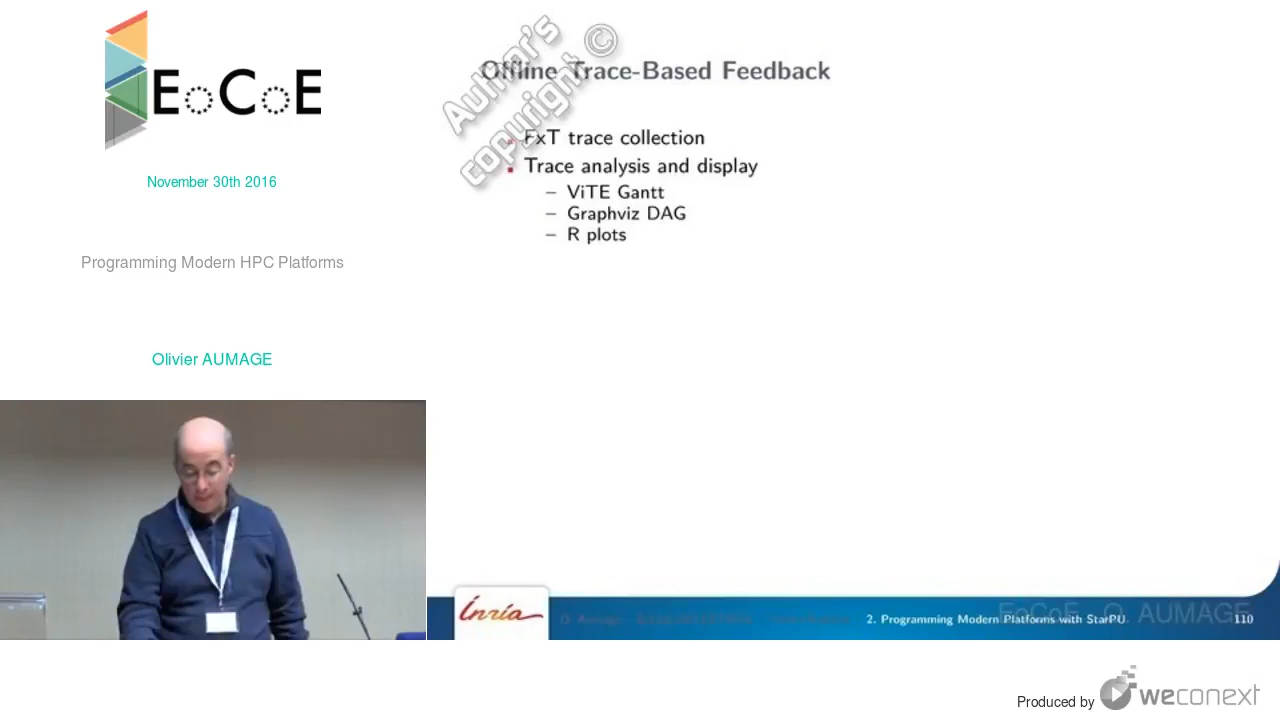 EoCoE
November 30th 2016
Programming Modern HPC Platforms
Olivier AUMAGE
Author's copyright ©
Offline Trace-Based Feedback
FxT trace collection
Trace analysis and display
– ViTE Gantt
– Graphviz DAG
– R plots
Inria
2. Programming Modern Platforms with StarPU
EoCoE O. AUMAGE
110
Produced by weconext